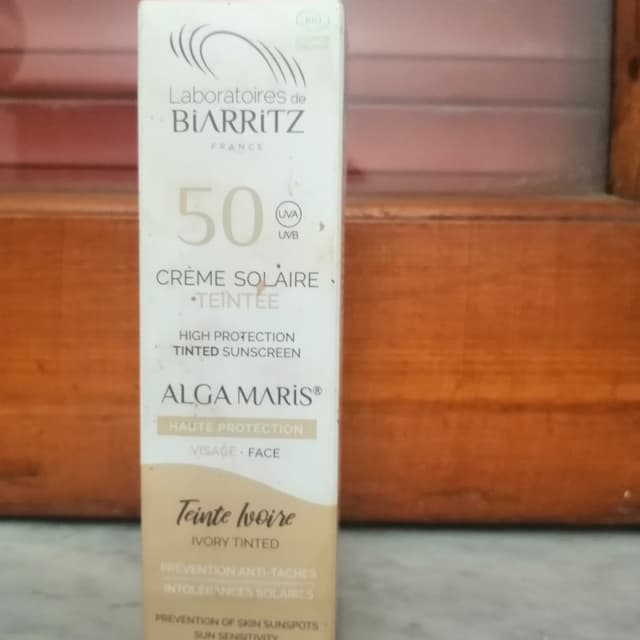 BIO
Laboratoires de
BiARRiTZ
FRANCE
50
UVA
UVB
CRÈME SOLAIRE
TEINTÉE
HIGH PROTECTION
TINTED SUNSCREEN
ALGA MARiS®
HAUTE PROTECTION
VISAGE · FACE
Teinte Ivoire
IVORY TINTED
PRÉVENTION ANTI-TACHES
INTOLÉRANCES SOLAIRES
PREVENTION OF SKIN SUNSPOTS
SUN SENSITIVITY